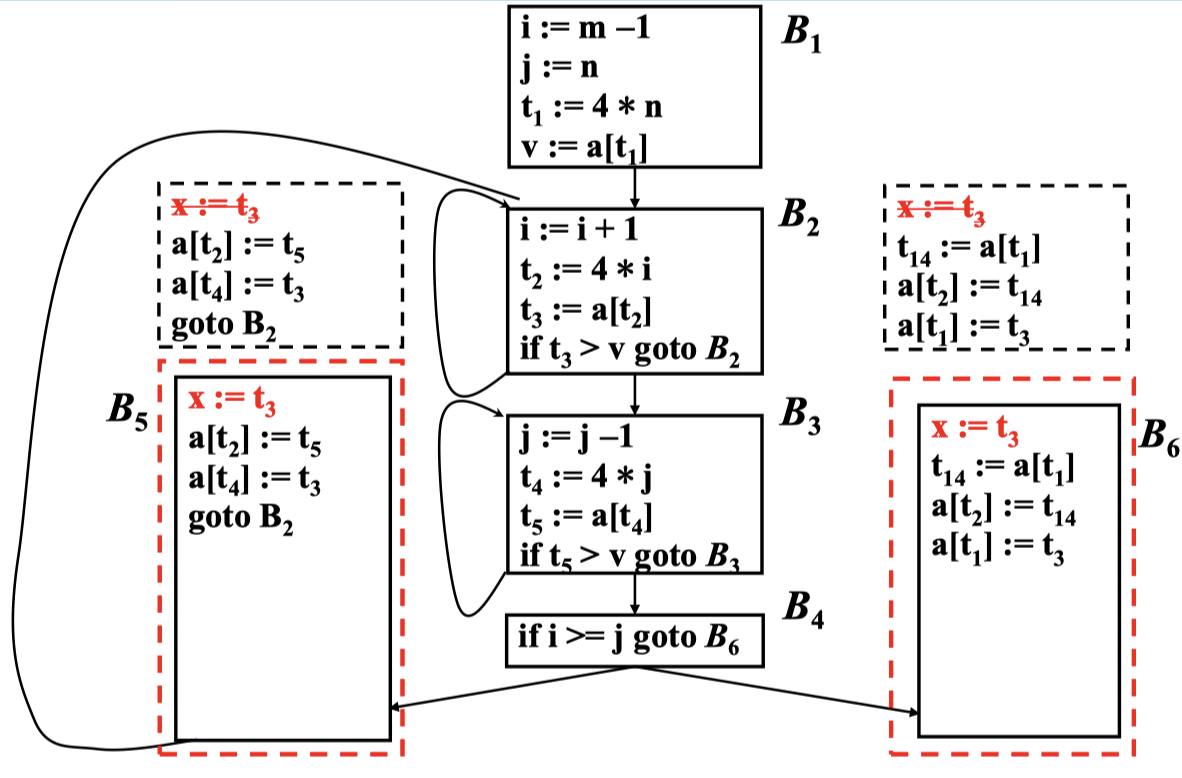 i := m –1
j := n
t₁ := 4 * n
v := a[t₁]
B₁
x := t₃
a[t₂] := t₅
a[t₄] := t₃
goto B₂
i := i + 1
t₂ := 4 * i
t₃ := a[t₂]
if t₃ > v goto B₂
B₂
x := t₃
t₁₄ := a[t₁]
a[t₂] := t₁₄
a[t₁] := t₃
B₅
x := t₃
a[t₂] := t₅
a[t₄] := t₃
goto B₂
j := j –1
t₄ := 4 * j
t₅ := a[t₄]
if t₅ > v goto B₃
B₃
x := t₃
t₁₄ := a[t₁]
a[t₂] := t₁₄
a[t₁] := t₃
B₆
if i >= j goto B₆
B₄